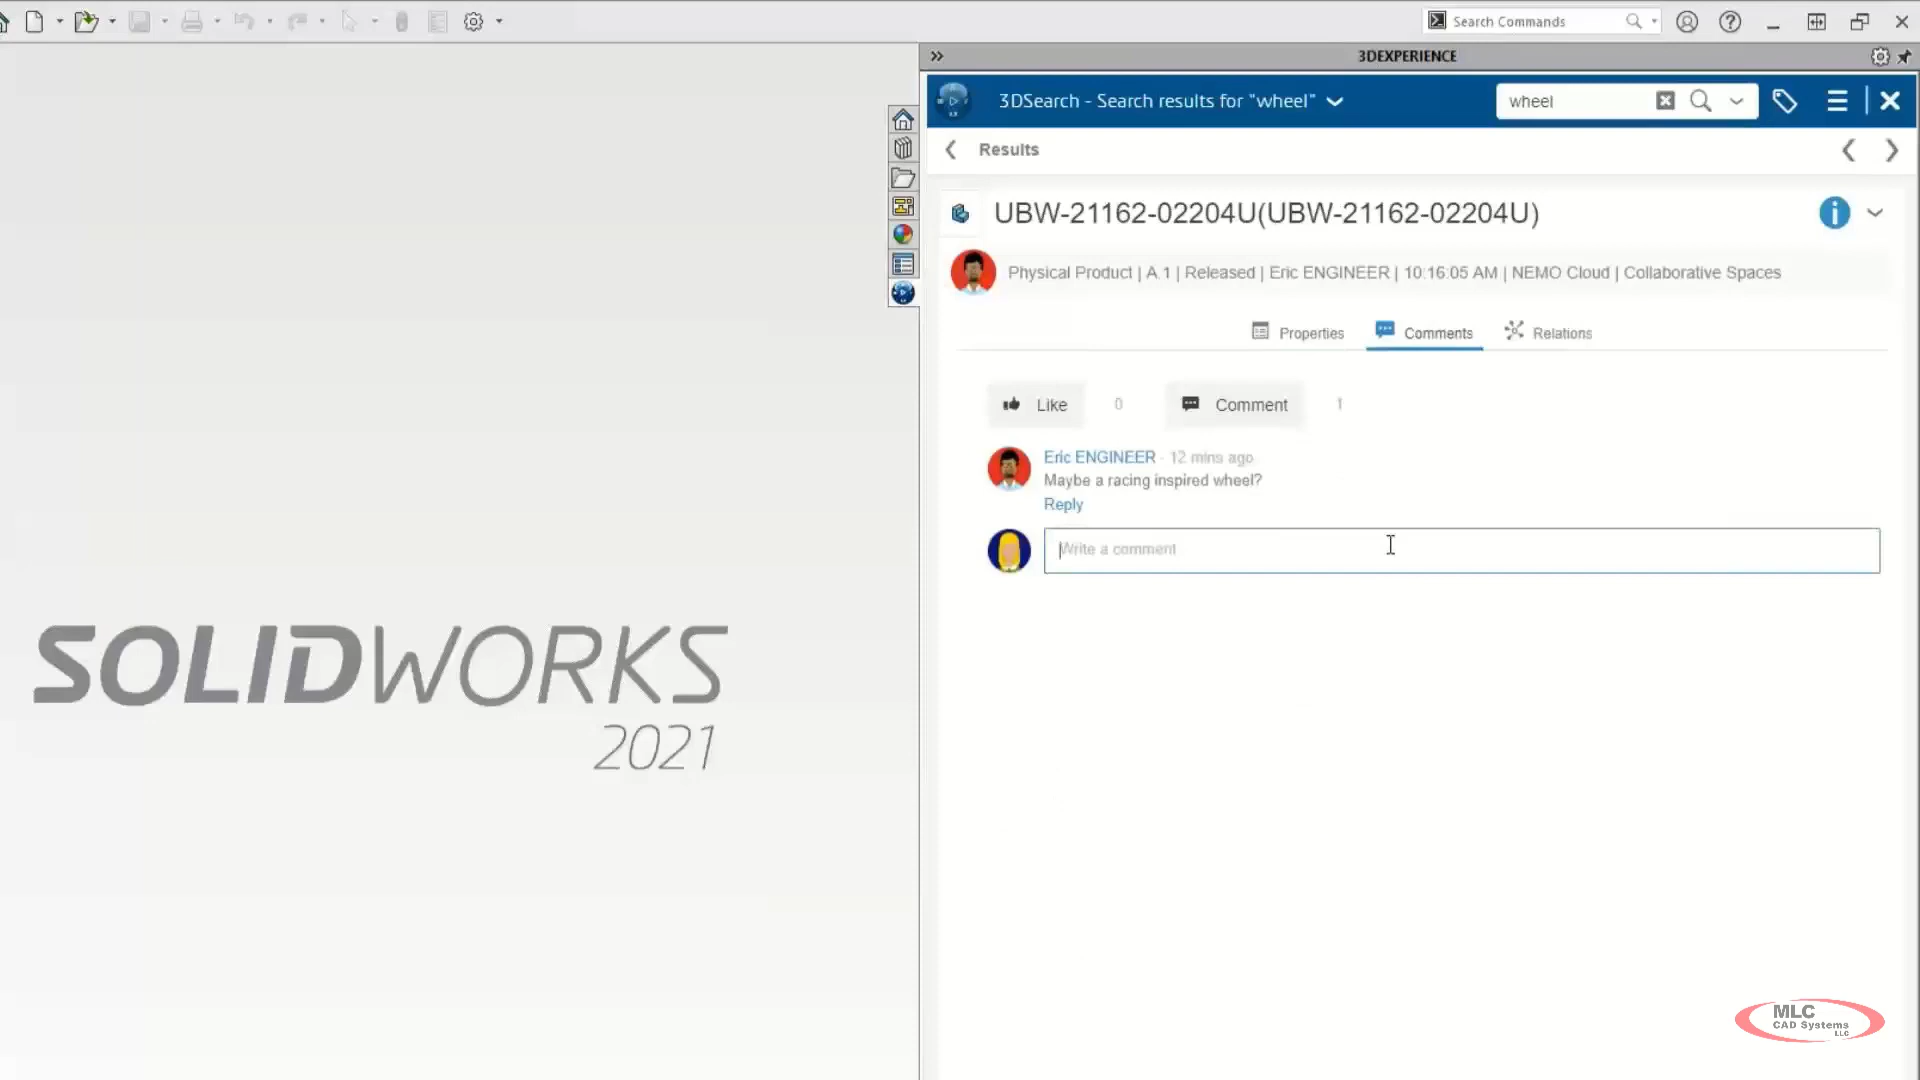 Search Commands
3DEXPERIENCE
3DSearch - Search results for "wheel"
wheel
Results
UBW-21162-02204U(UBW-21162-02204U)
Physical Product | A.1 | Released | Eric ENGINEER | 10:16:05 AM | NEMO Cloud | Collaborative Spaces
Properties
Comments
Relations
Like
0
Comment
1
Eric ENGINEER - 12 mins ago
Maybe a racing inspired wheel?
Reply
Write a comment
SOLIDWORKS
2021
MLC
CAD Systems
LLC